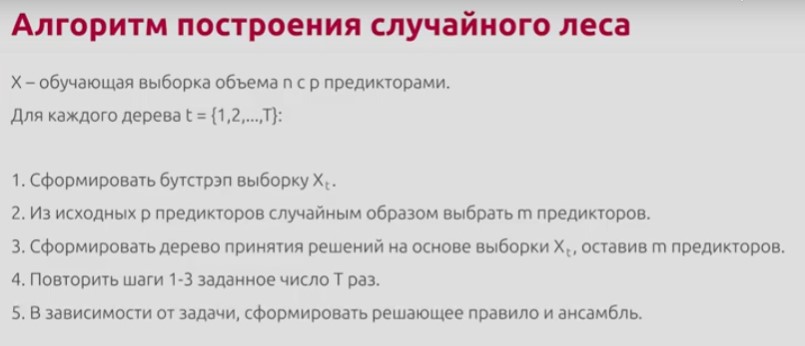 Алгоритм построения случайного леса
X – обучающая выборка объема n с p предикторами.
Для каждого дерева t = {1,2,...,T}:
1. Сформировать бутстрэп выборку Xₜ.
2. Из исходных p предикторов случайным образом выбрать m предикторов.
3. Сформировать дерево принятия решений на основе выборки Xₜ, оставив m предикторов.
4. Повторить шаги 1-3 заданное число T раз.
5. В зависимости от задачи, сформировать решающее правило и ансамбль.